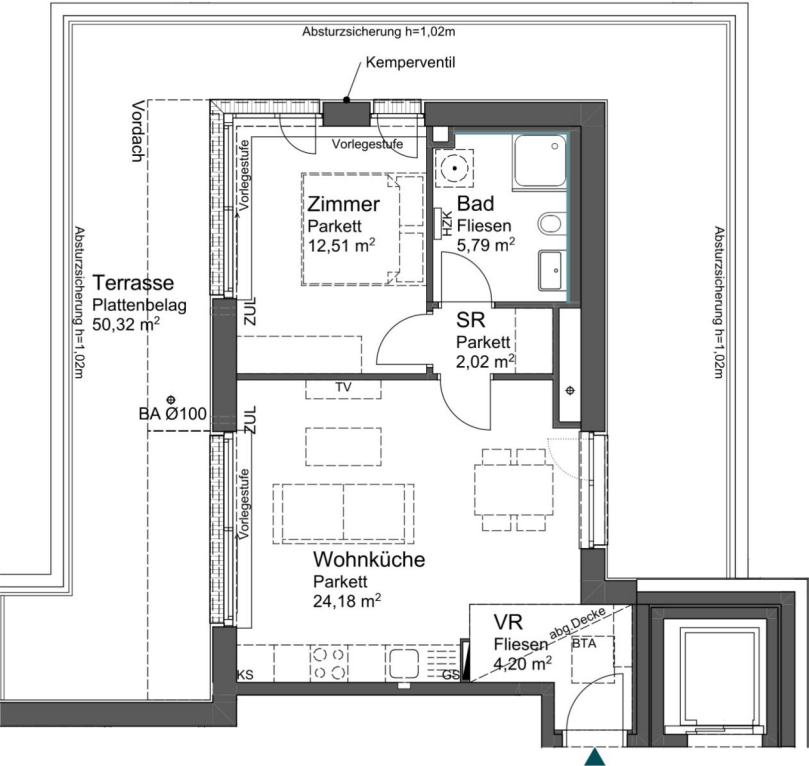 Absturzsicherung h=1,02m
Kemperventil
Vordach
Vorlegestufe
Vorlegestufe
Zimmer
Parkett
12,51 m²
Bad
Fliesen
5,79 m²
HZK
Absturzsicherung h=1,02m
Terrasse
Plattenbelag
50,32 m²
ZUL
SR
Parkett
2,02 m²
Absturzsicherung h=1,02m
BA Ø100
ZUL
TV
Vorlegestufe
Wohnküche
Parkett
24,18 m²
VR
Fliesen
4,20 m²
abg.Decke
BTA
KS
GS